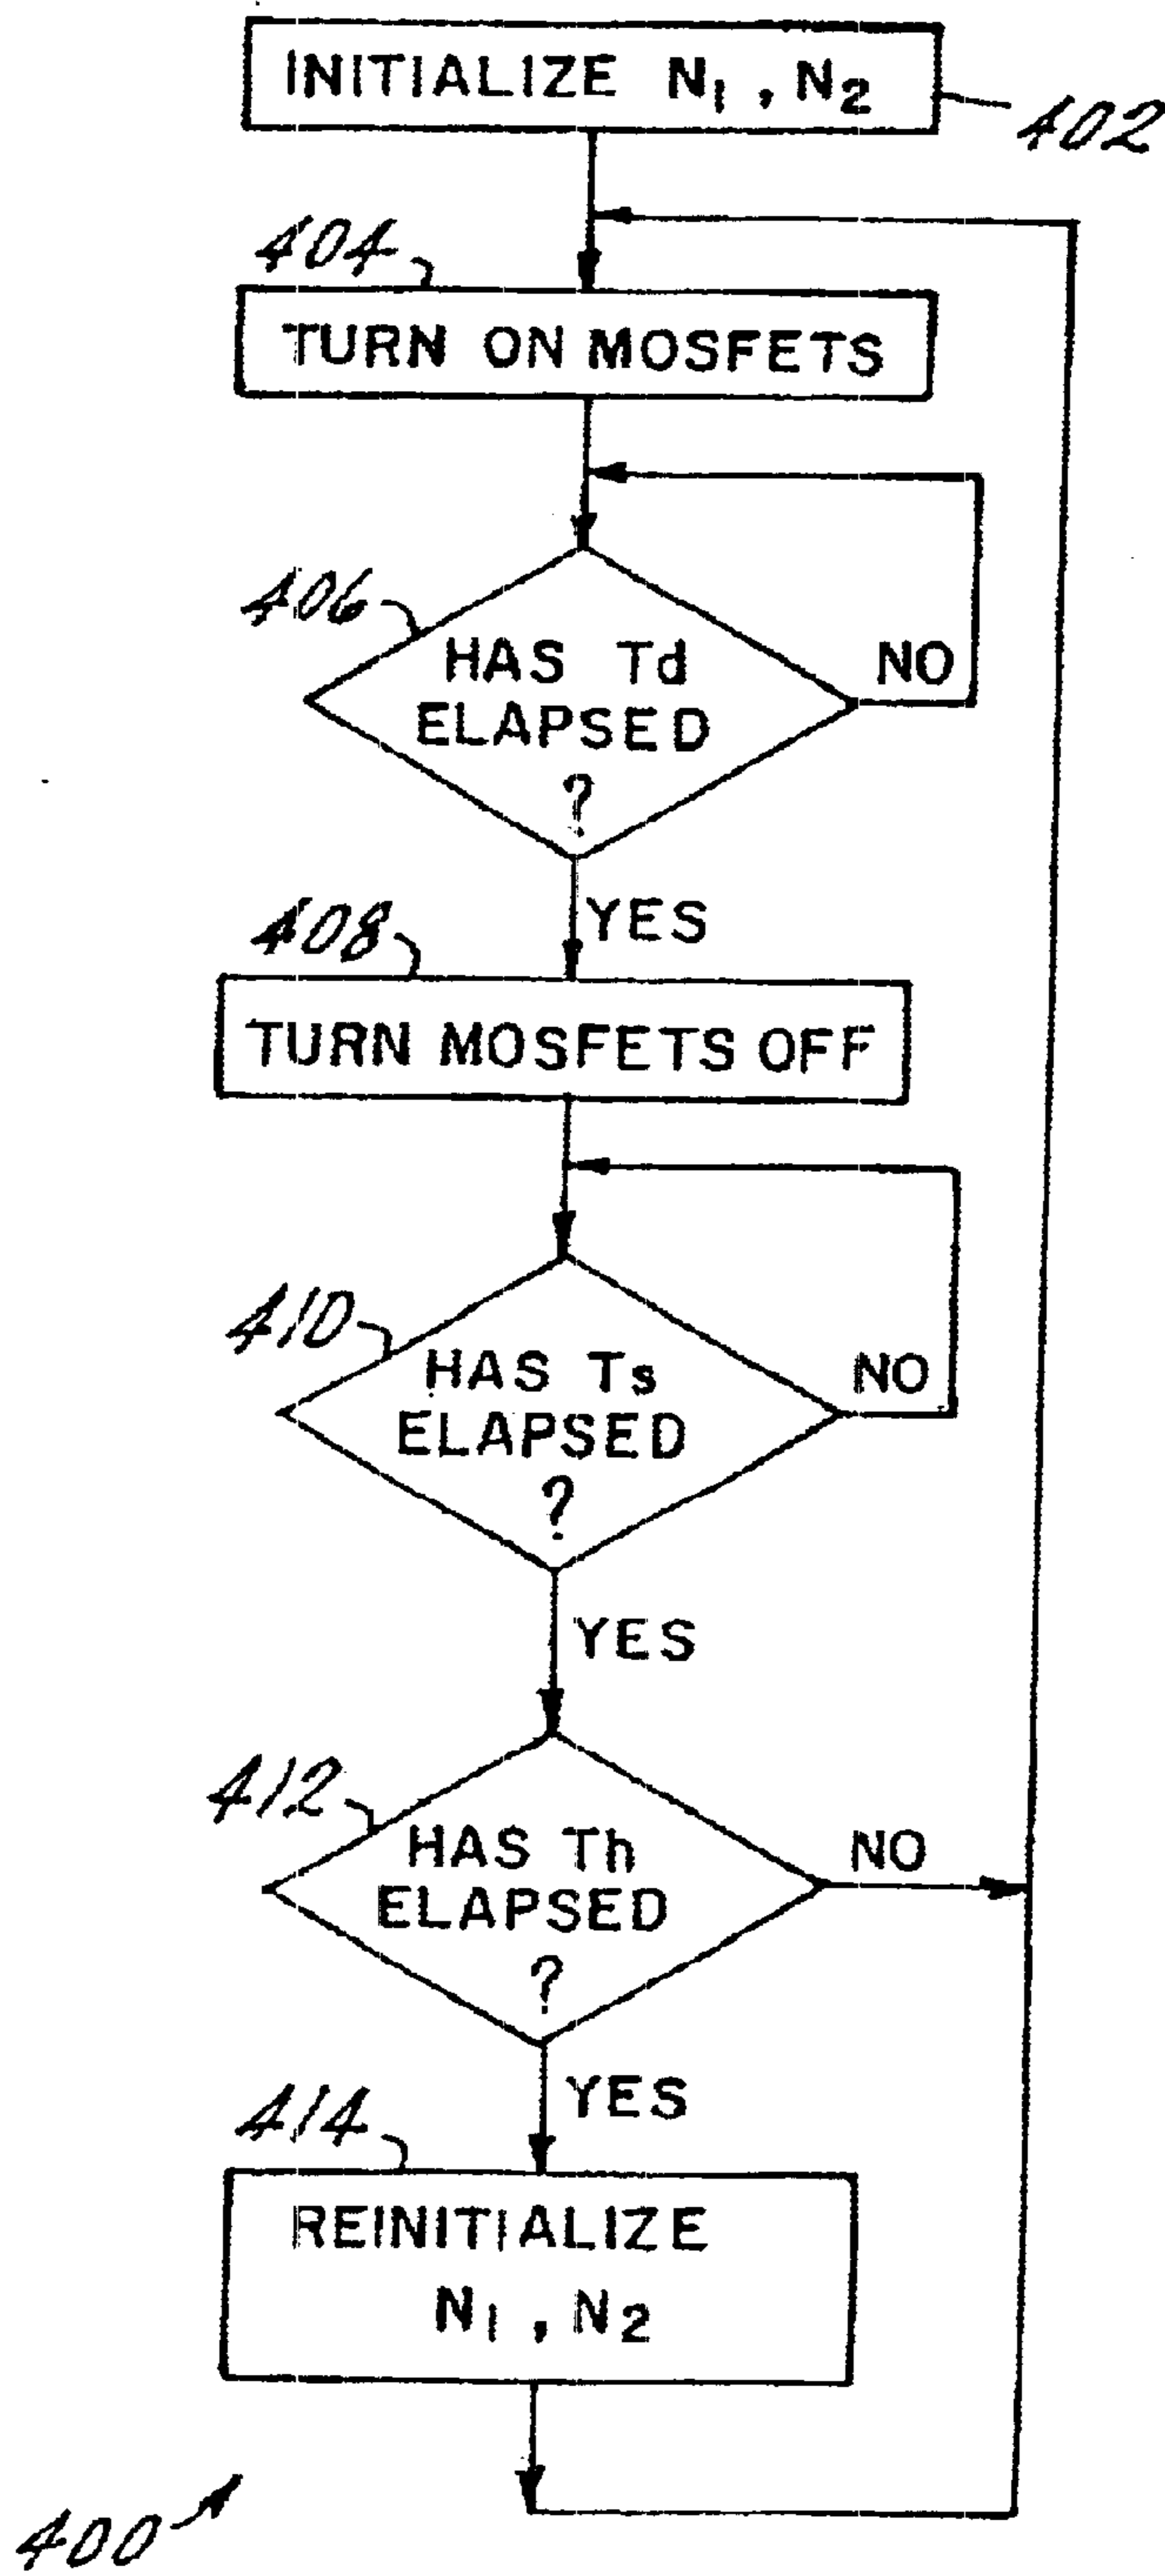 INITIALIZE N1, N2
402
404
TURN ON MOSFETS
406
HAS Td
ELAPSED
?
NO
YES
408
TURN MOSFETS OFF
410
HAS Ts
ELAPSED
?
NO
YES
412
HAS Th
ELAPSED
?
NO
YES
414
REINITIALIZE
N1, N2
400